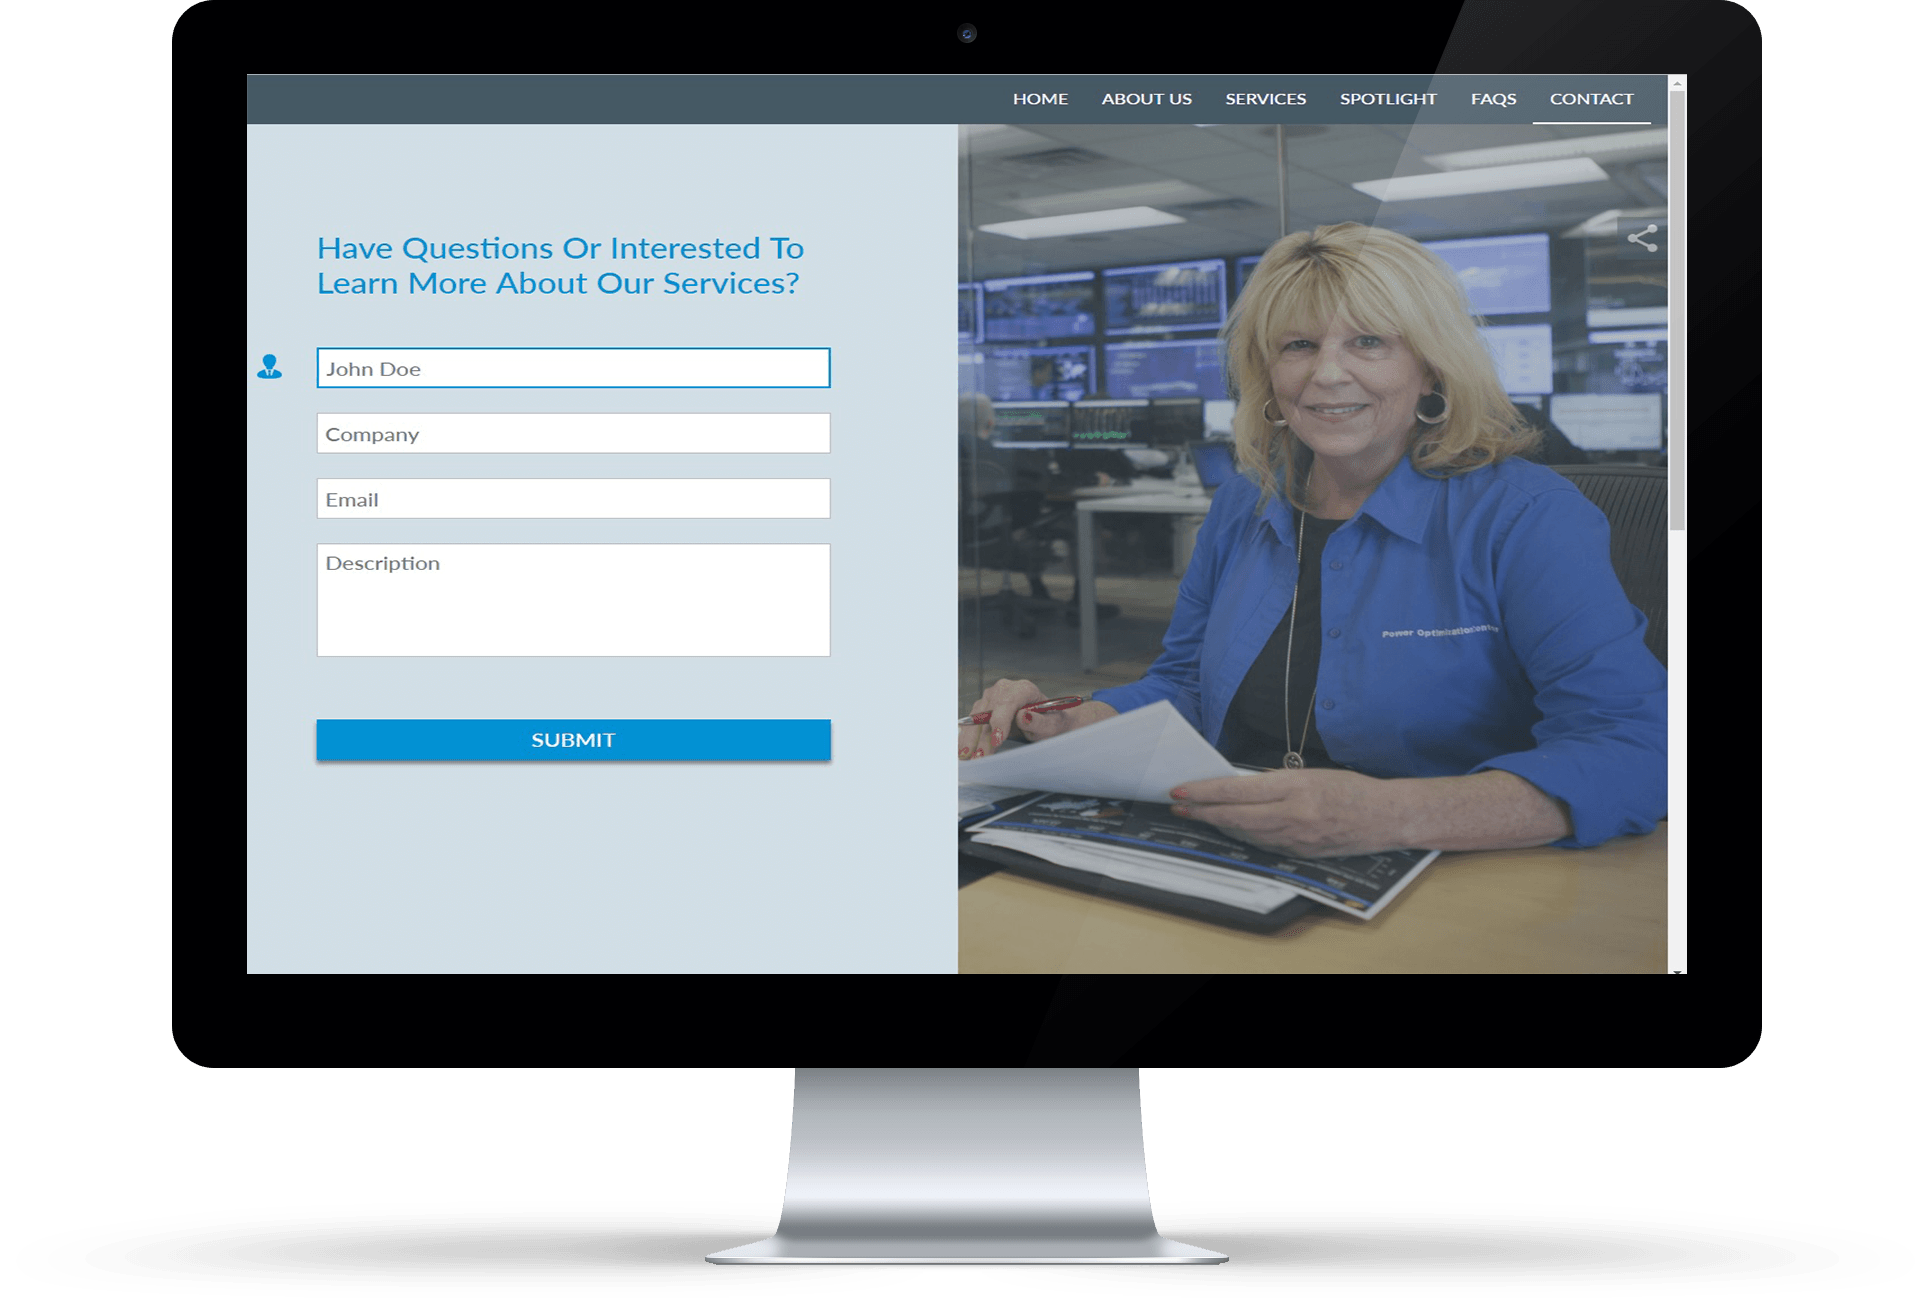 HOME ABOUT US SERVICES SPOTLIGHT FAQS CONTACT
Have Questions Or Interested To
Learn More About Our Services?
John Doe
Company
Email
Description
SUBMIT
Power Optimization